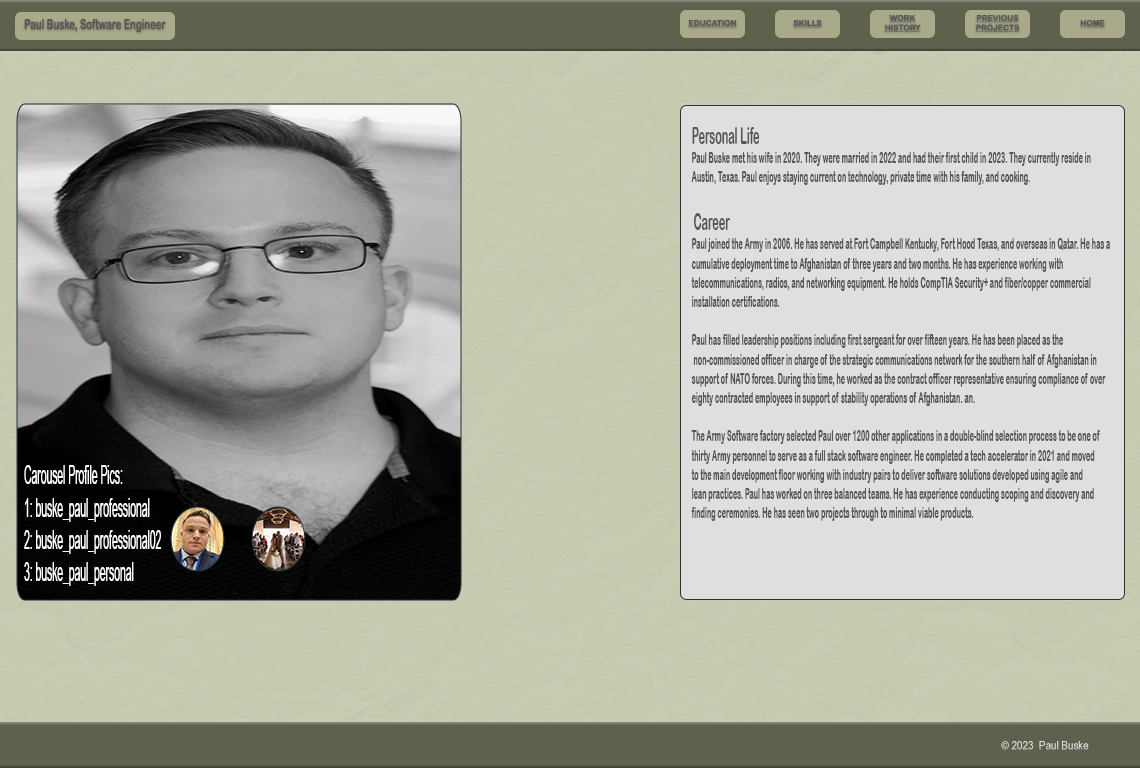 Paul Buske, Software Engineer
EDUCATION
SKILLS
WORK
HISTORY
PREVIOUS
PROJECTS
HOME
Carousel Profile Pics:
1: buske_paul_professional
2: buske_paul_professional02
3: buske_paul_personal
Personal Life
Paul Buske met his wife in 2020. They were married in 2022 and had their first child in 2023. They currently reside in
Austin, Texas. Paul enjoys staying current on technology, private time with his family, and cooking.
Career
Paul joined the Army in 2006. He has served at Fort Campbell Kentucky, Fort Hood Texas, and overseas in Qatar. He has a
cumulative deployment time to Afghanistan of three years and two months. He has experience working with
telecommunications, radios, and networking equipment. He holds CompTIA Security+ and fiber/copper commercial
installation certifications.
Paul has filled leadership positions including first sergeant for over fifteen years. He has been placed as the
non-commissioned officer in charge of the strategic communications network for the southern half of Afghanistan in
support of NATO forces. During this time, he worked as the contract officer representative ensuring compliance of over
eighty contracted employees in support of stability operations of Afghanistan. an.
The Army Software factory selected Paul over 1200 other applications in a double-blind selection process to be one of
thirty Army personnel to serve as a full stack software engineer. He completed a tech accelerator in 2021 and moved
to the main development floor working with industry pairs to deliver software solutions developed using agile and
lean practices. Paul has worked on three balanced teams. He has experience conducting scoping and discovery and
finding ceremonies. He has seen two projects through to minimal viable products.
© 2023 Paul Buske